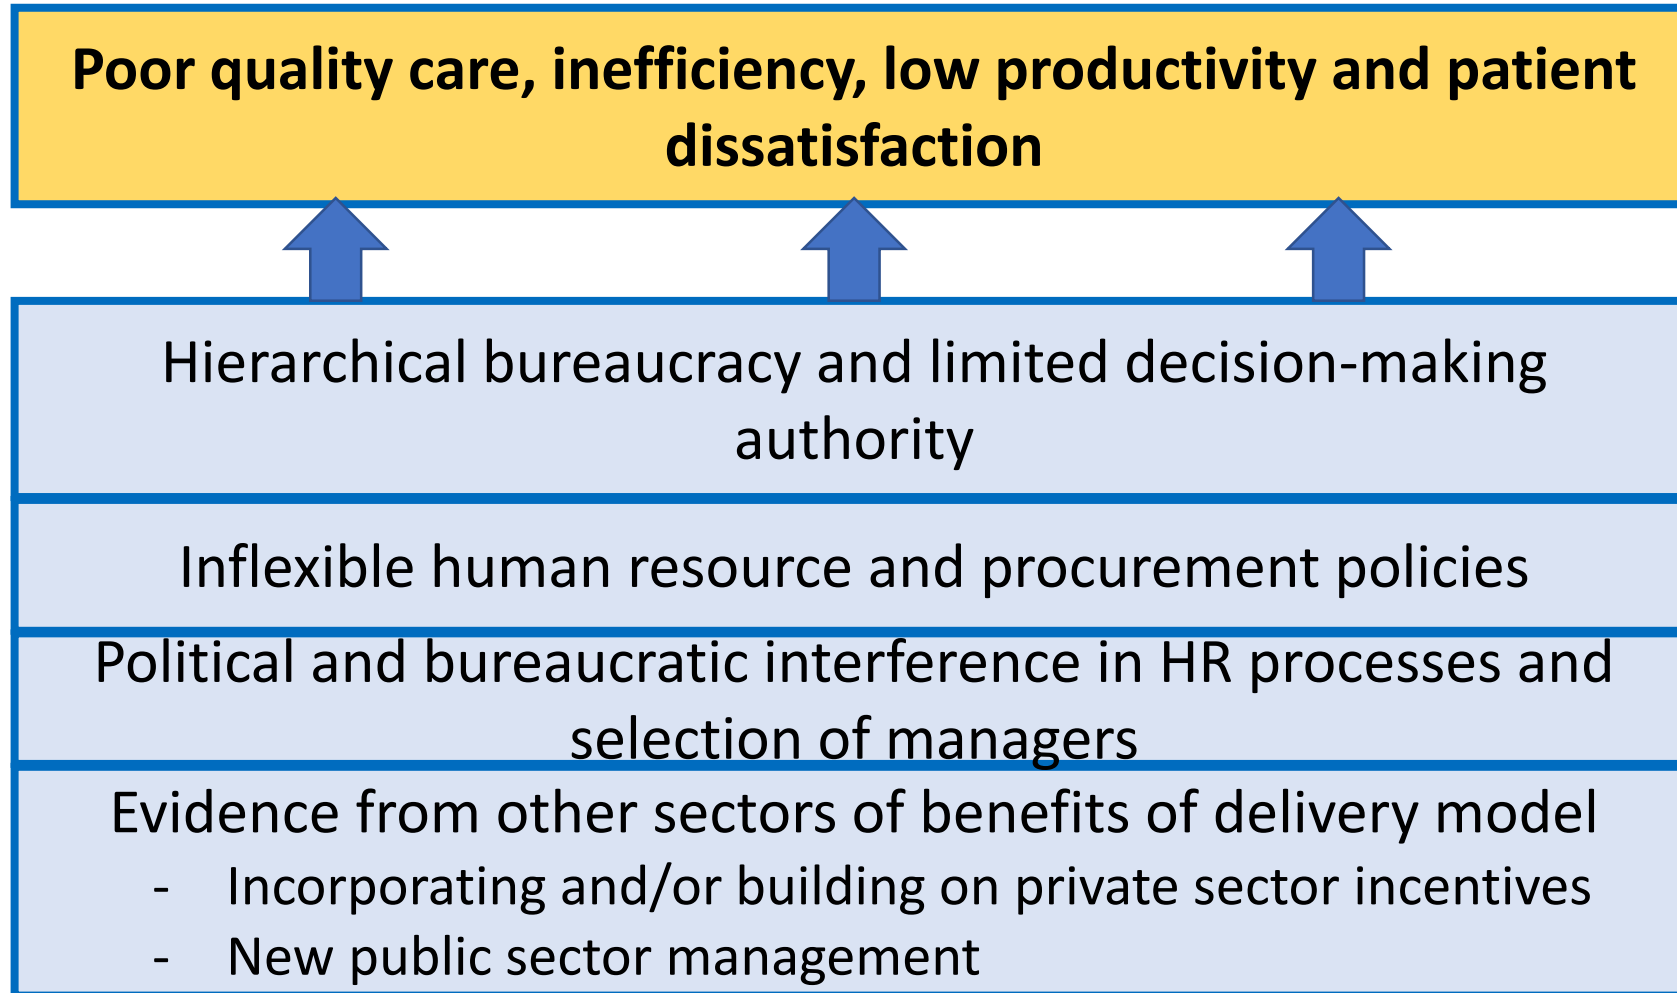 Poor quality care, inefficiency, low productivity and patient
dissatisfaction
Hierarchical bureaucracy and limited decision-making
authority
Inflexible human resource and procurement policies
Political and bureaucratic interference in HR processes and
selection of managers
Evidence from other sectors of benefits of delivery model
- Incorporating and/or building on private sector incentives
- New public sector management